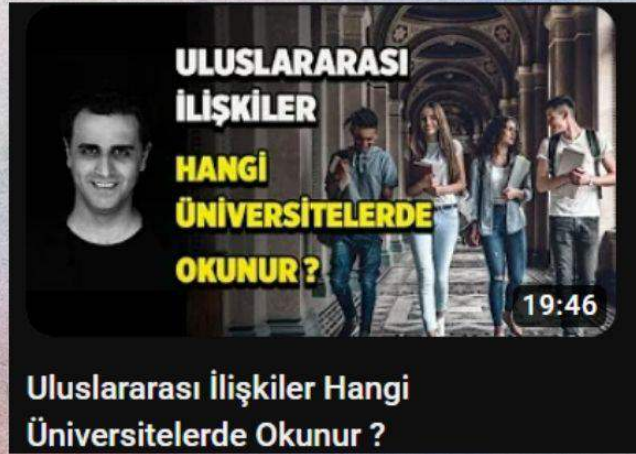 ULUSLARARASI
İLİŞKİLER
HANGİ
ÜNİVERSİTELERDE
OKUNUR ?
19:46
Uluslararası İlişkiler Hangi
Üniversitelerde Okunur ?